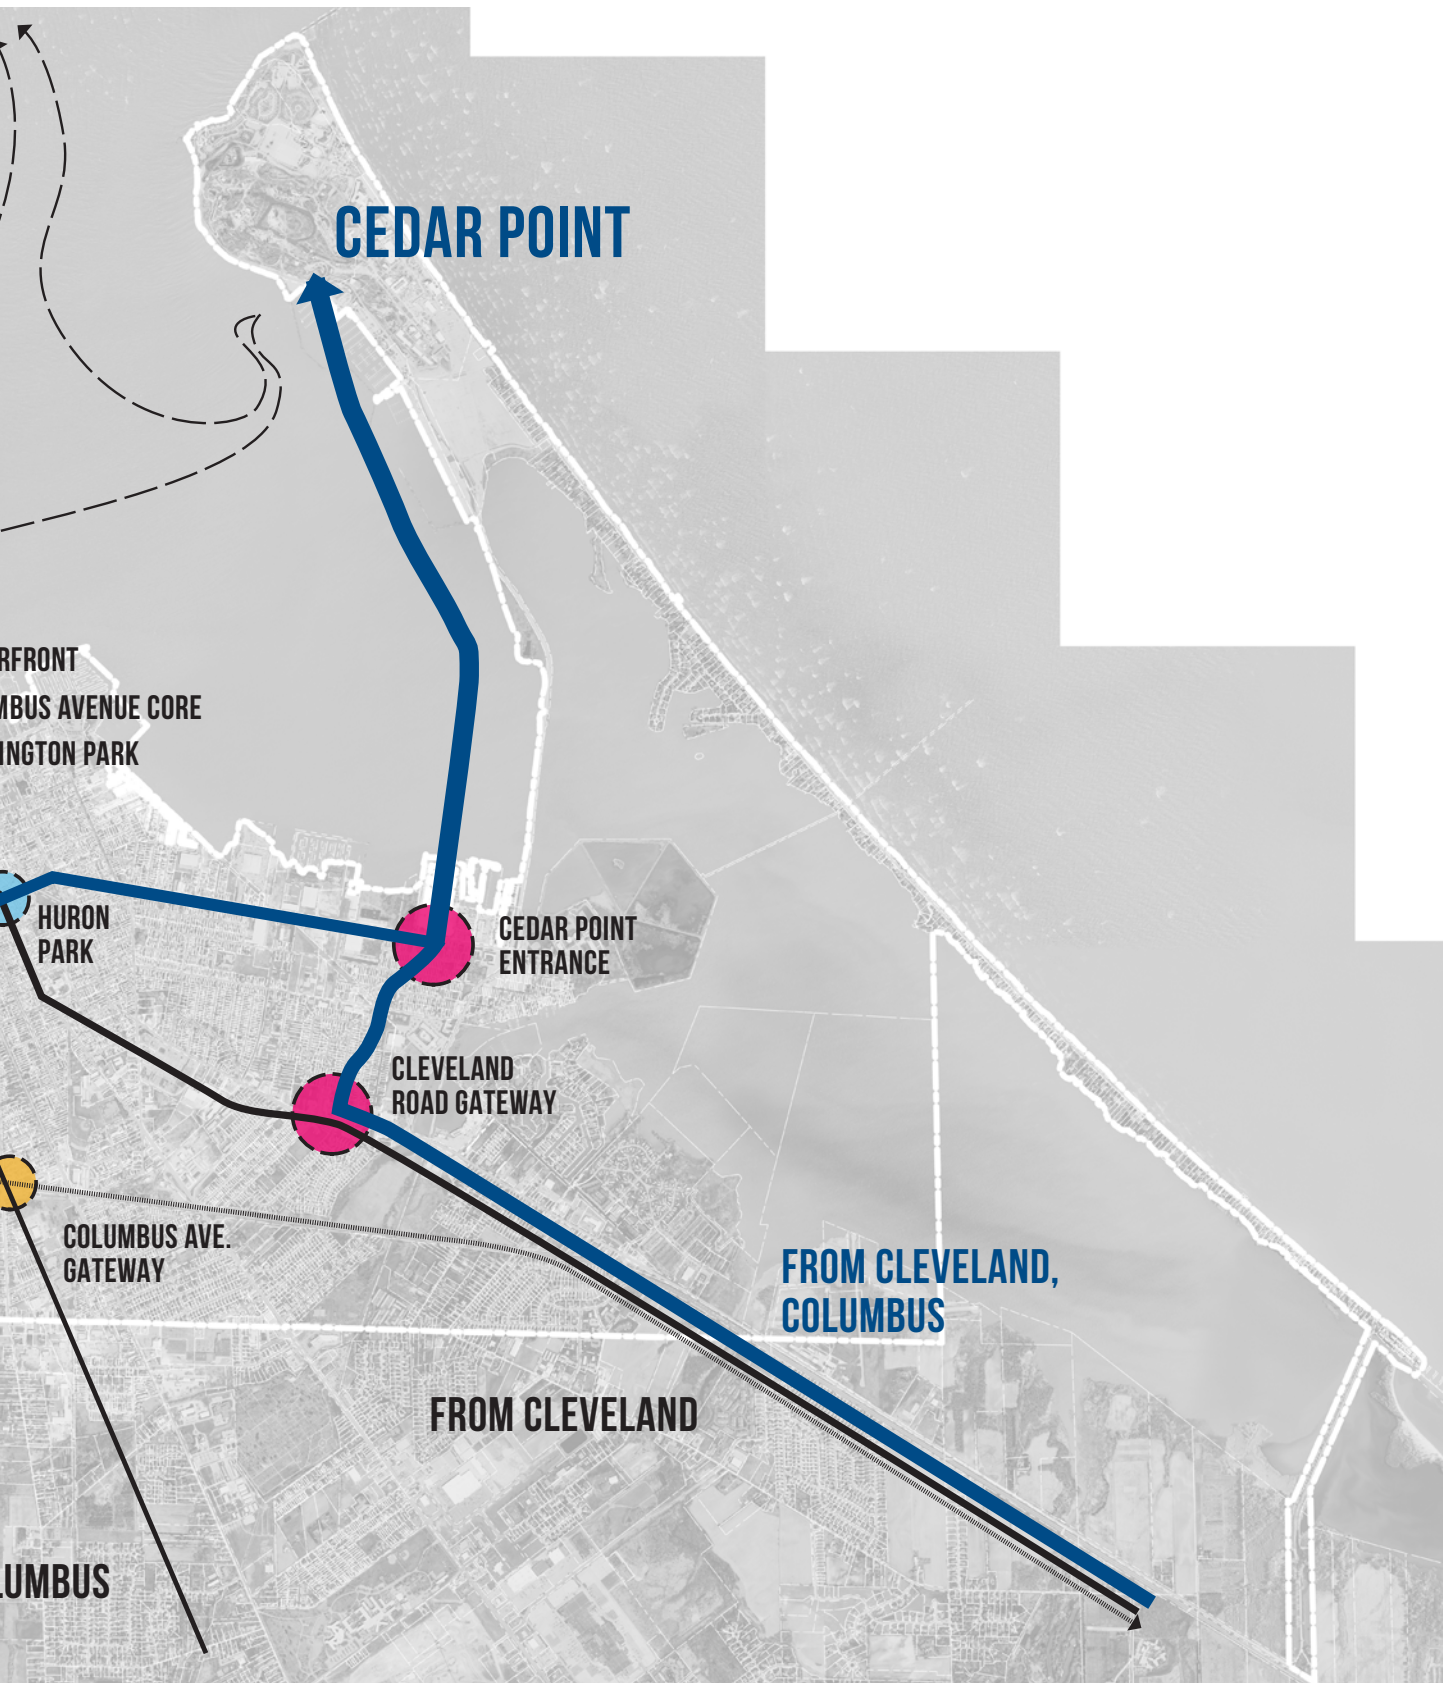 CEDAR POINT
RFRONT
MBUS AVENUE CORE
INGTON PARK
HURON
PARK
CEDAR POINT
ENTRANCE
CLEVELAND
ROAD GATEWAY
COLUMBUS AVE.
GATEWAY
FROM CLEVELAND,
COLUMBUS
FROM CLEVELAND
LUMBUS